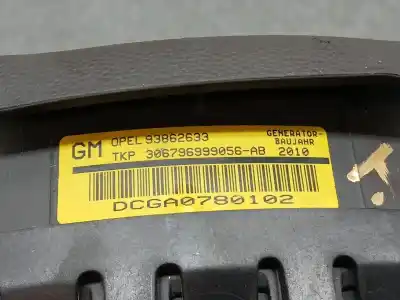 GM OPEL 93862633 GENERATOR-
BAUJAHR
TKP 306796999056-AB 2010
DCGA0780102